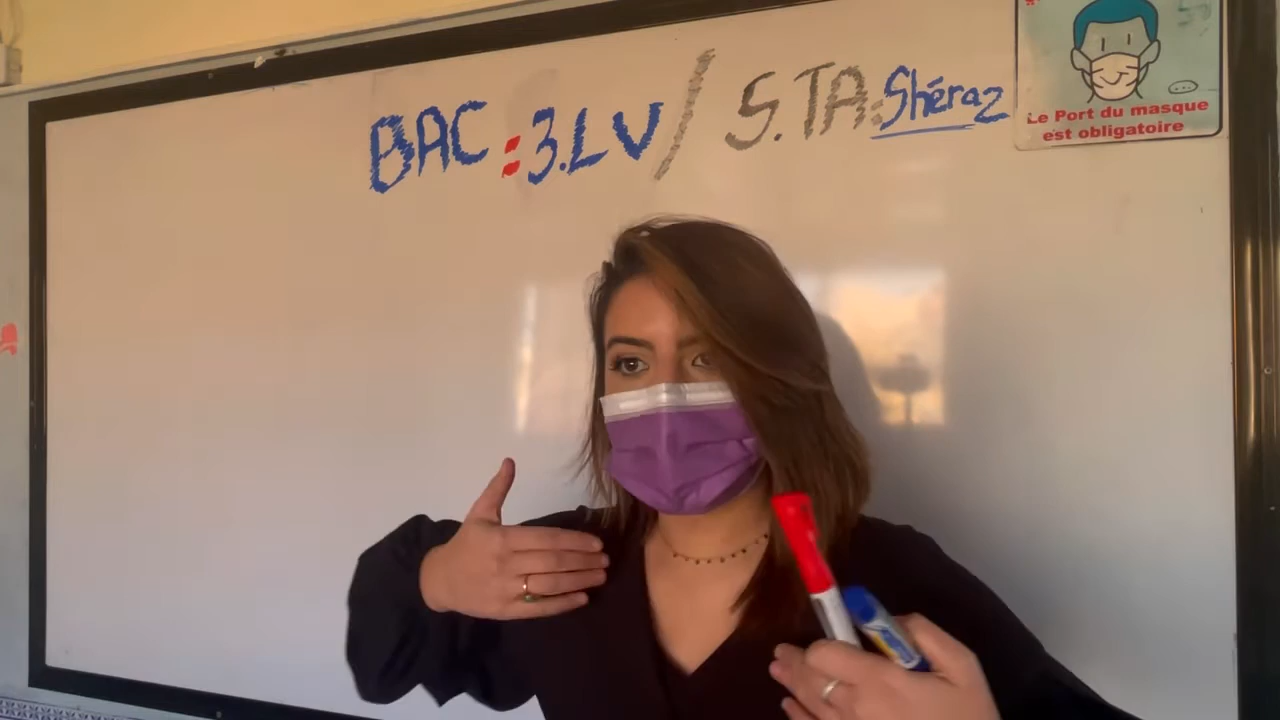 BAC : 3.LV / S.TA : Shéraz
Le Port du masque
est obligatoire